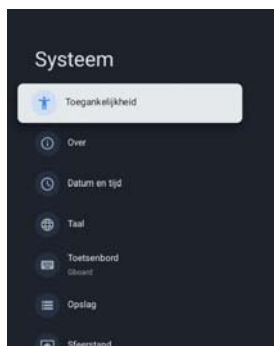 Systeem
Toegankelijkheid
Over
Datum en tijd
Taal
Toetsenbord
Gboard
Opslag
Sfeerstand